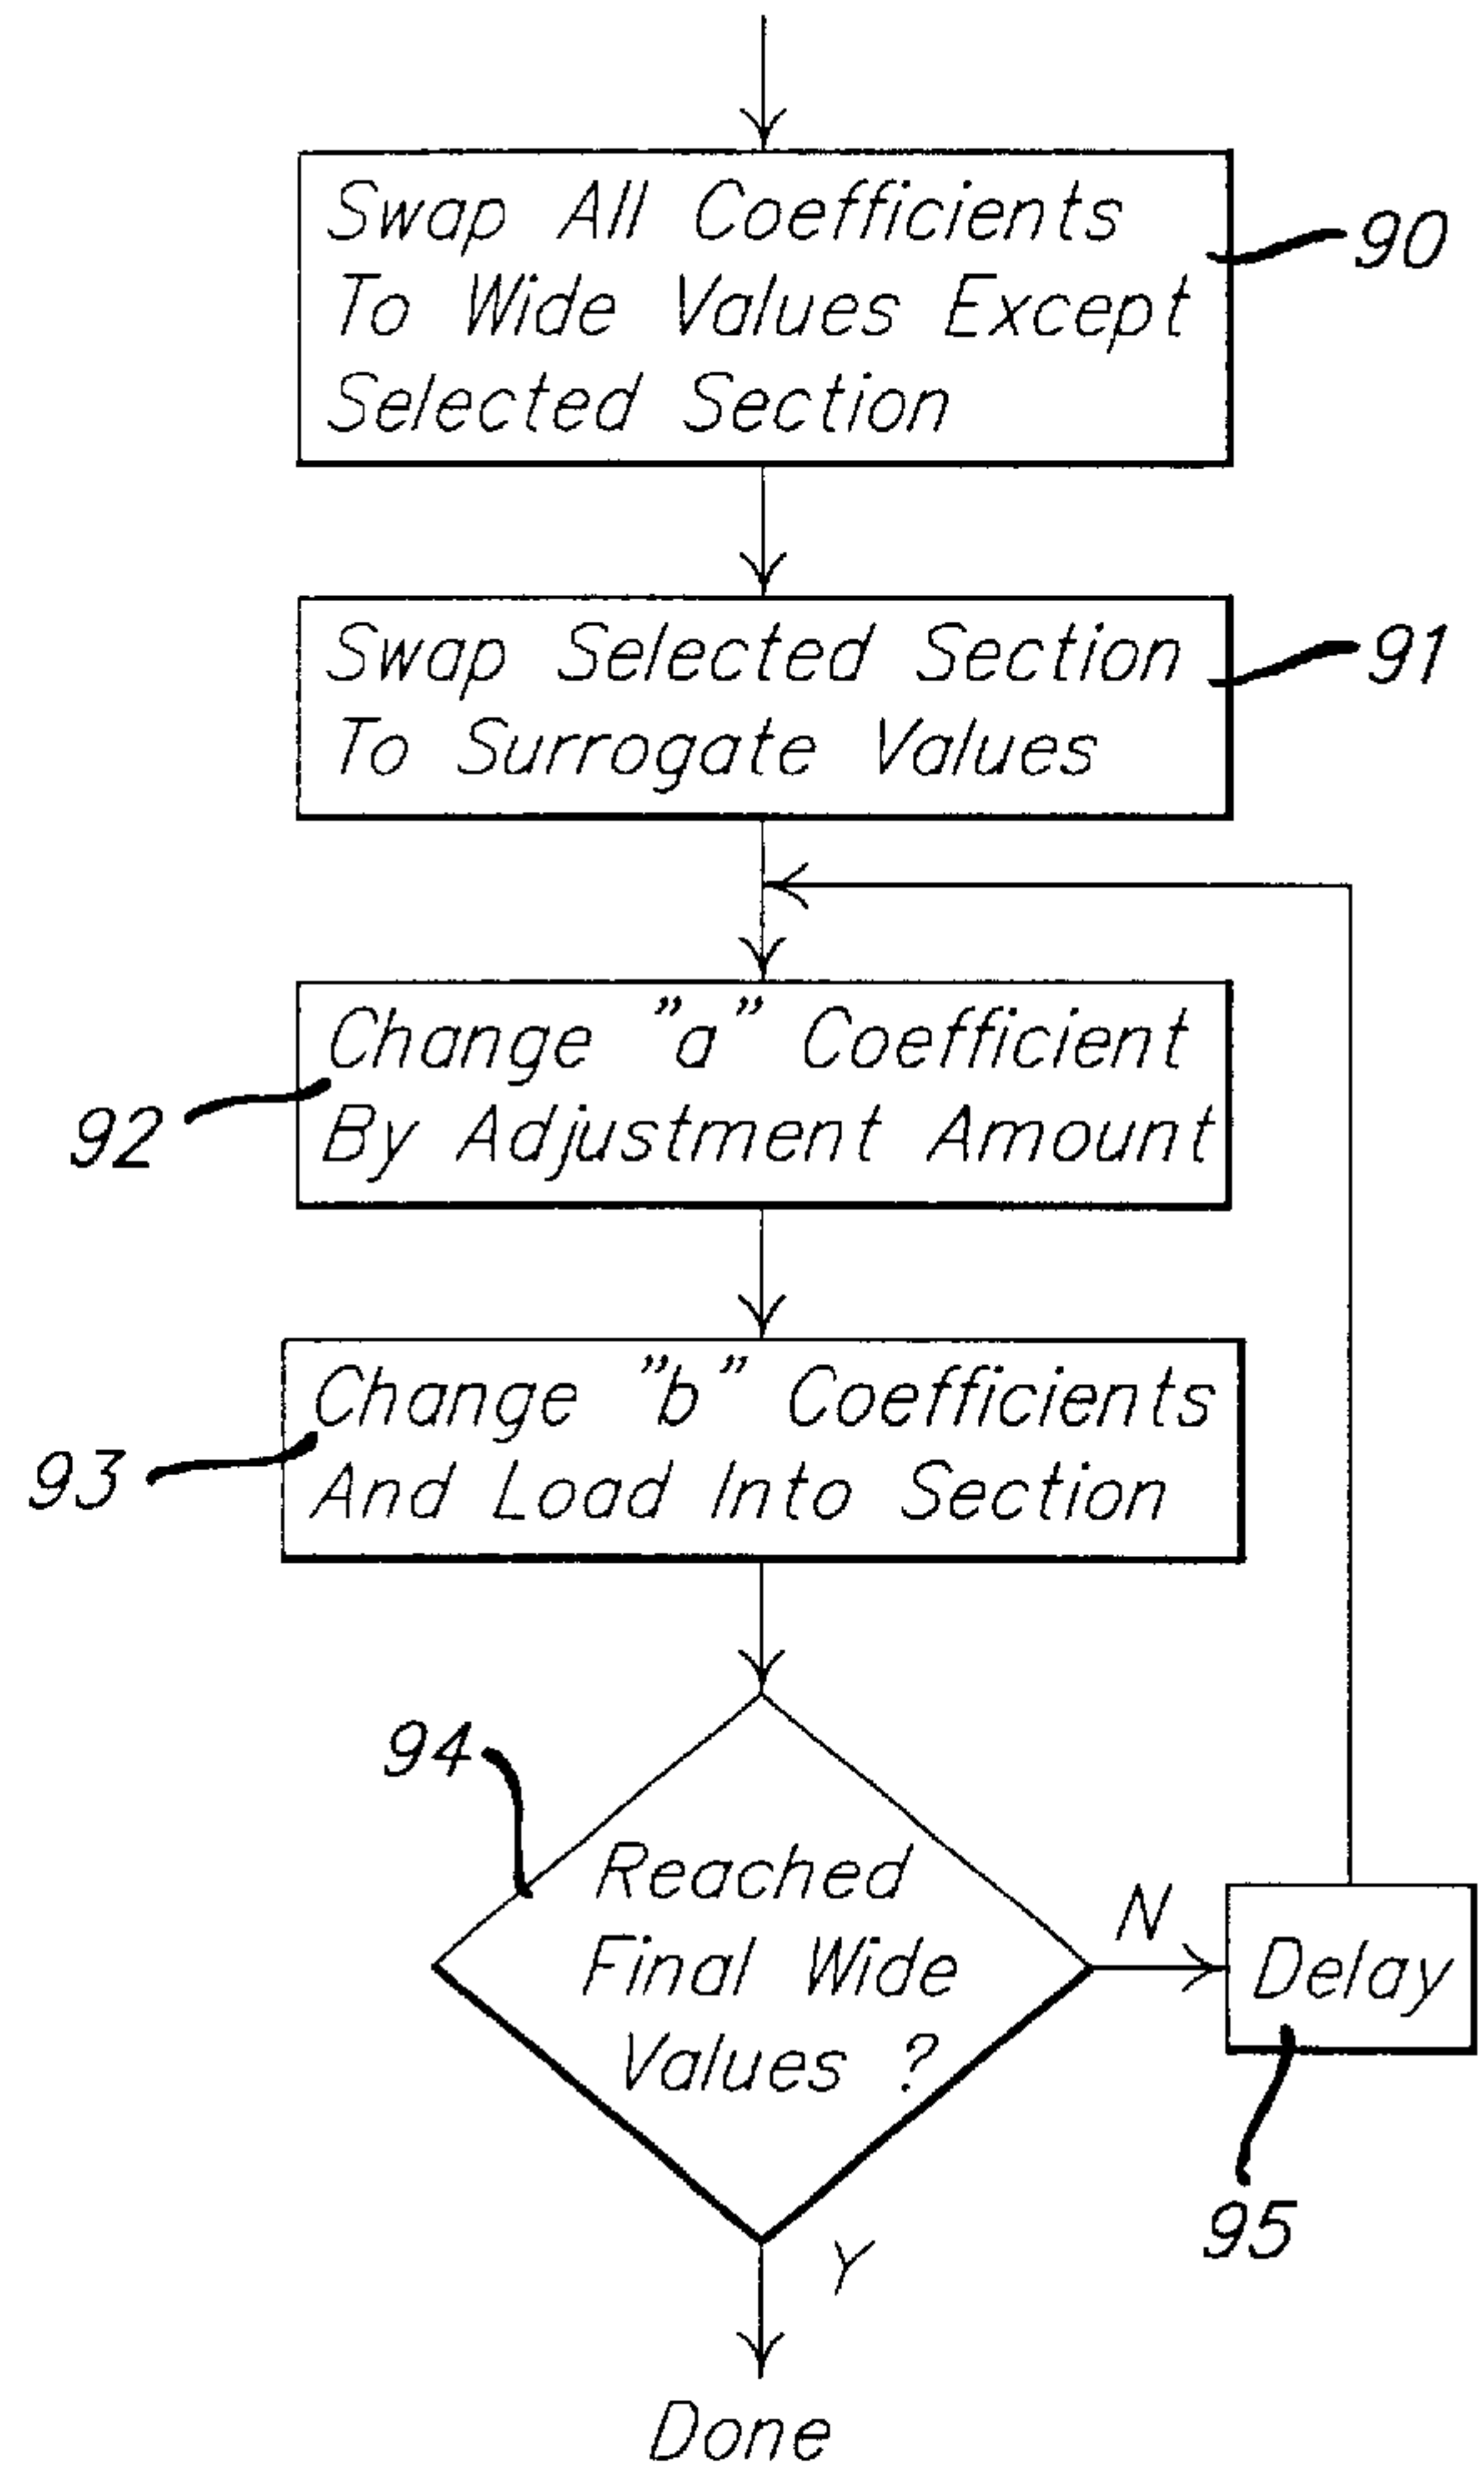 Swap All Coefficients
To Wide Values Except
Selected Section
90
Swap Selected Section
To Surrogate Values
91
Change "a" Coefficient
By Adjustment Amount
92
Change "b" Coefficients
And Load Into Section
93
94
Reached
Final Wide
Values ?
N
Delay
95
Y
Done